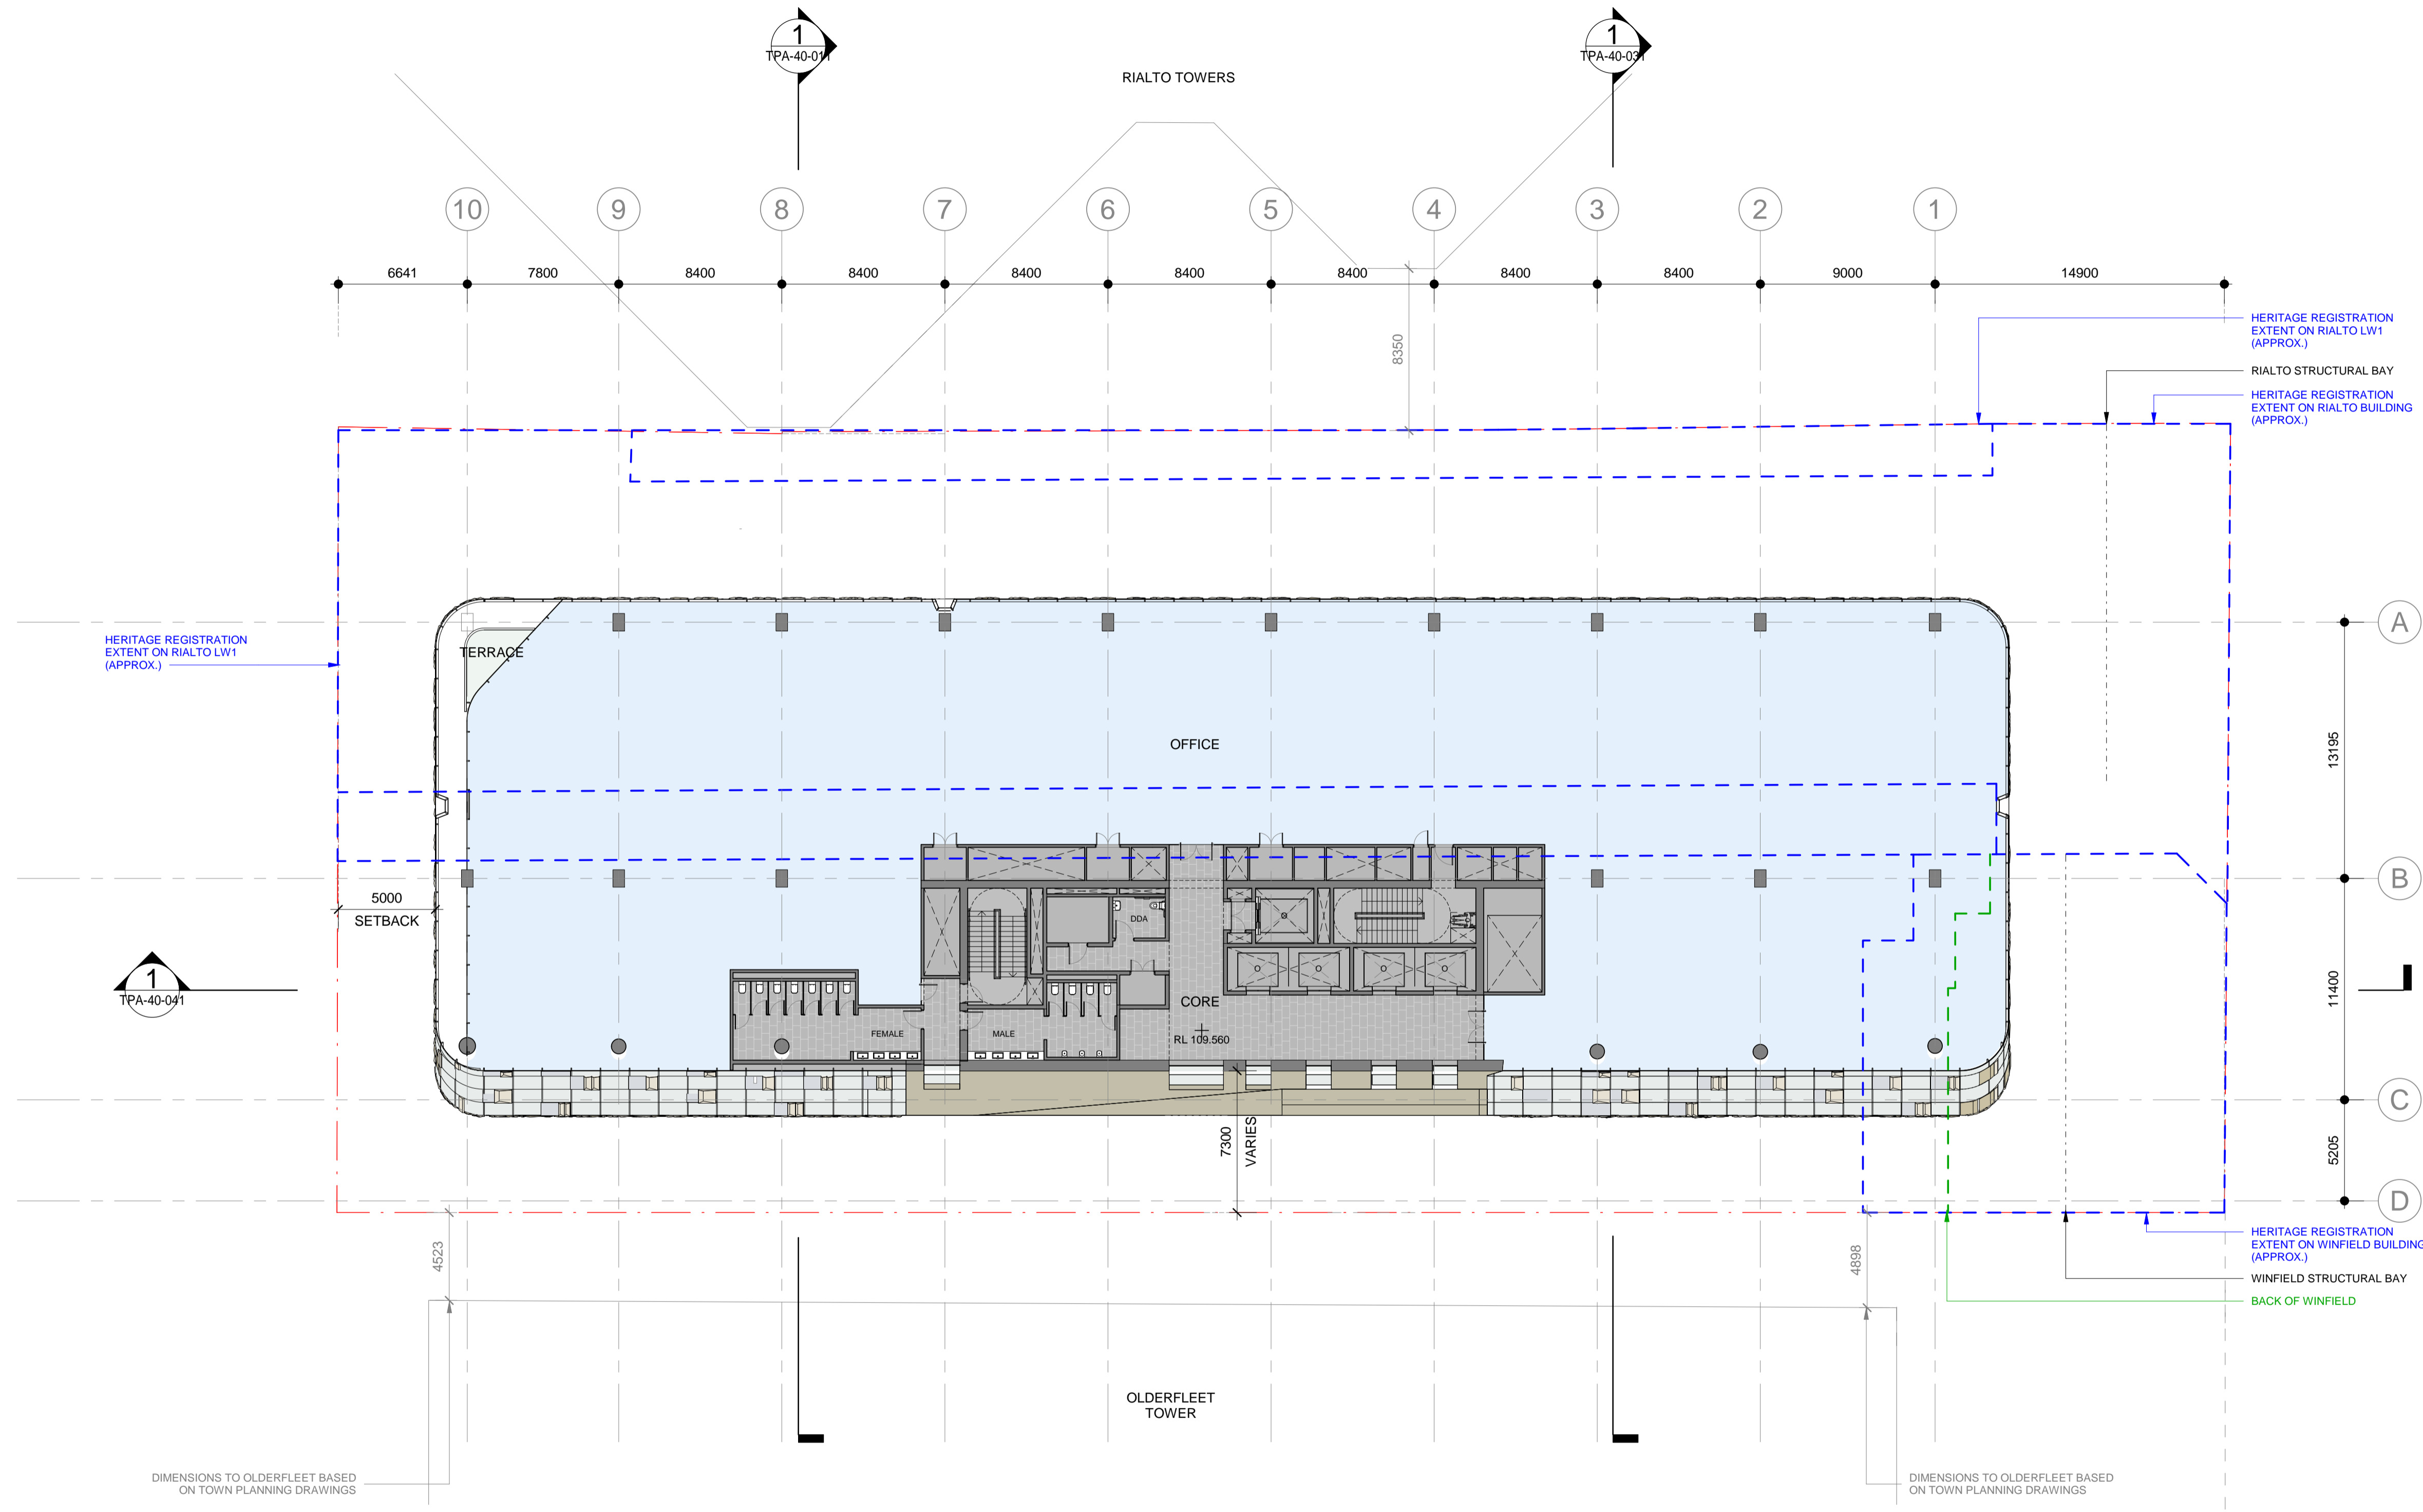 1
TPA-40-011
1
TPA-40-031
RIALTO TOWERS
10
9
8
7
6
5
4
3
2
1
6641
7800
8400
8400
8400
8400
8400
8400
8400
9000
14900
8350
HERITAGE REGISTRATION
EXTENT ON RIALTO LW1
(APPROX.)
RIALTO STRUCTURAL BAY
HERITAGE REGISTRATION
EXTENT ON RIALTO BUILDING
(APPROX.)
A
HERITAGE REGISTRATION
EXTENT ON RIALTO LW1
(APPROX.)
TERRACE
OFFICE
13195
B
5000
SETBACK
DDA
1
TPA-40-041
CORE
FEMALE
MALE
RL 109.560
11400
C
7300
VARIES
5205
D
4523
4898
HERITAGE REGISTRATION
EXTENT ON WINFIELD BUILDING
(APPROX.)
WINFIELD STRUCTURAL BAY
BACK OF WINFIELD
OLDERFLEET
TOWER
DIMENSIONS TO OLDERFLEET BASED
ON TOWN PLANNING DRAWINGS
DIMENSIONS TO OLDERFLEET BASED
ON TOWN PLANNING DRAWINGS